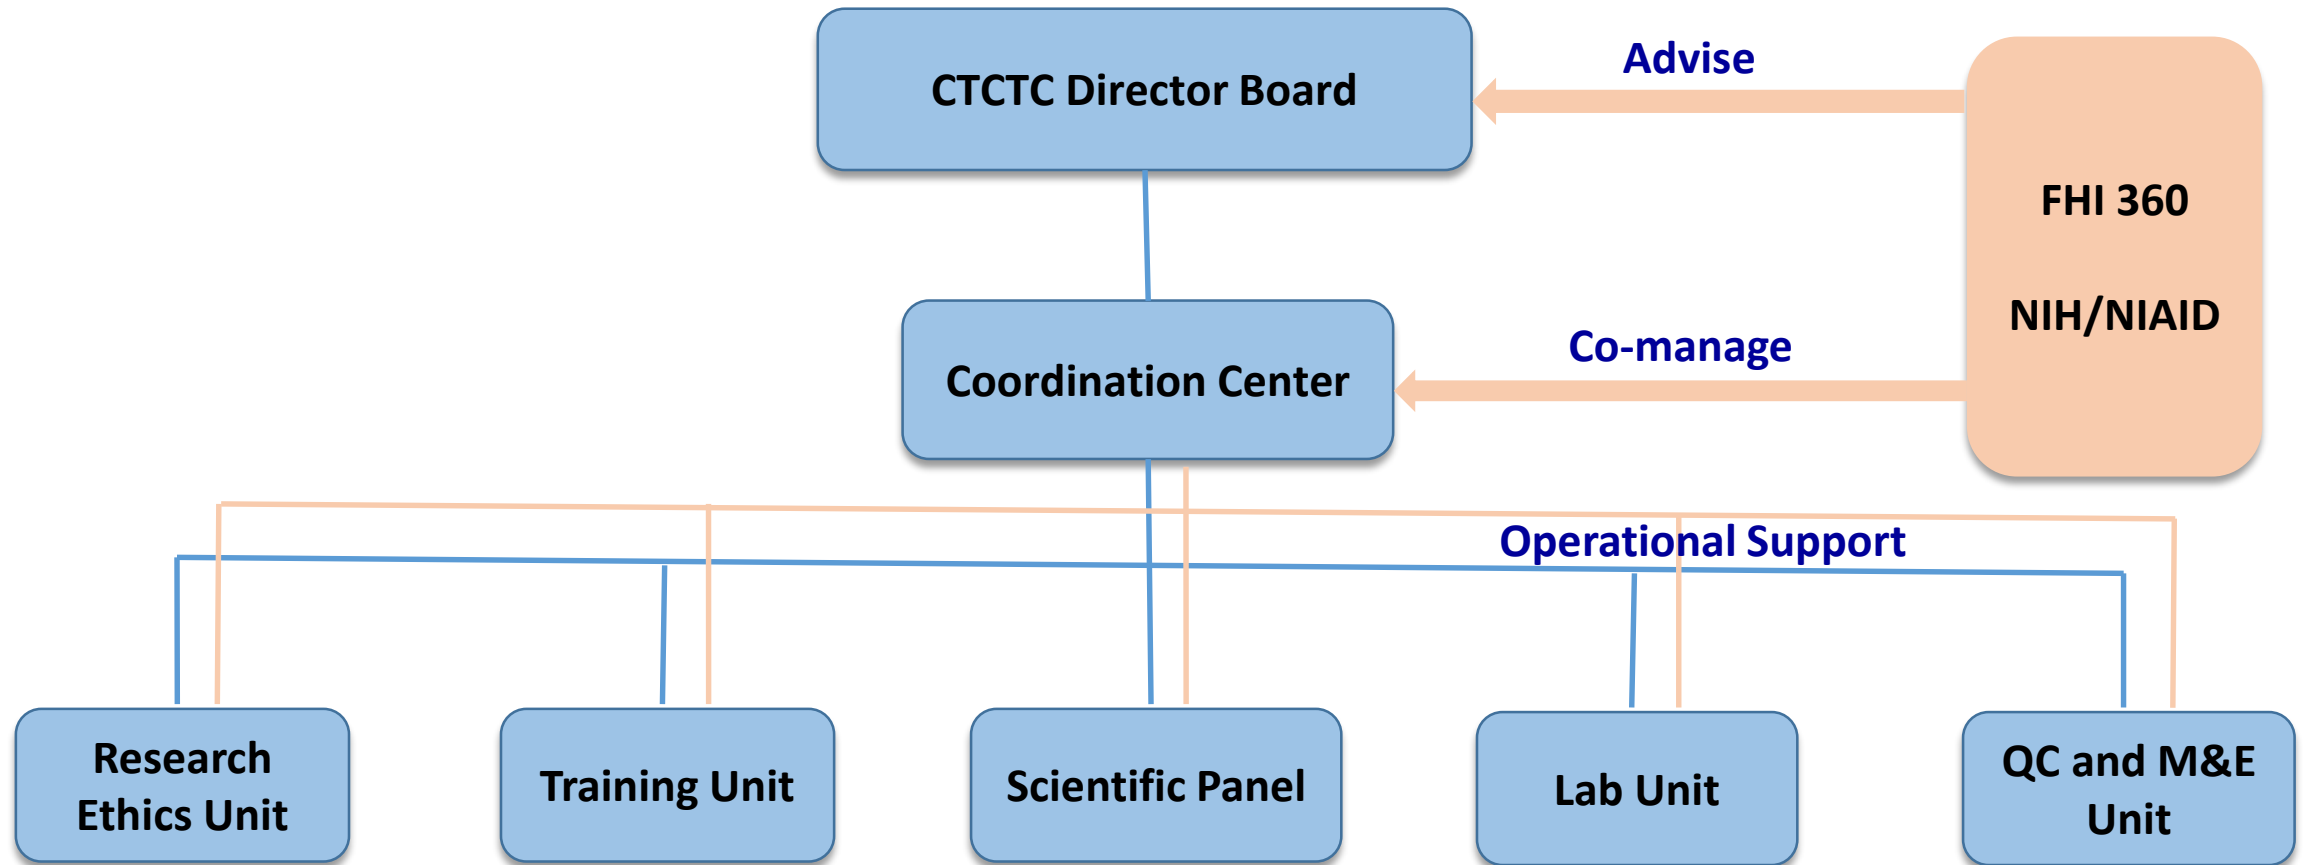 CTCTC Director Board
Advise
FHI 360
NIH/NIAID
Coordination Center
Co-manage
Operational Support
Research
Ethics Unit
Training Unit
Scientific Panel
Lab Unit
QC and M&E
Unit